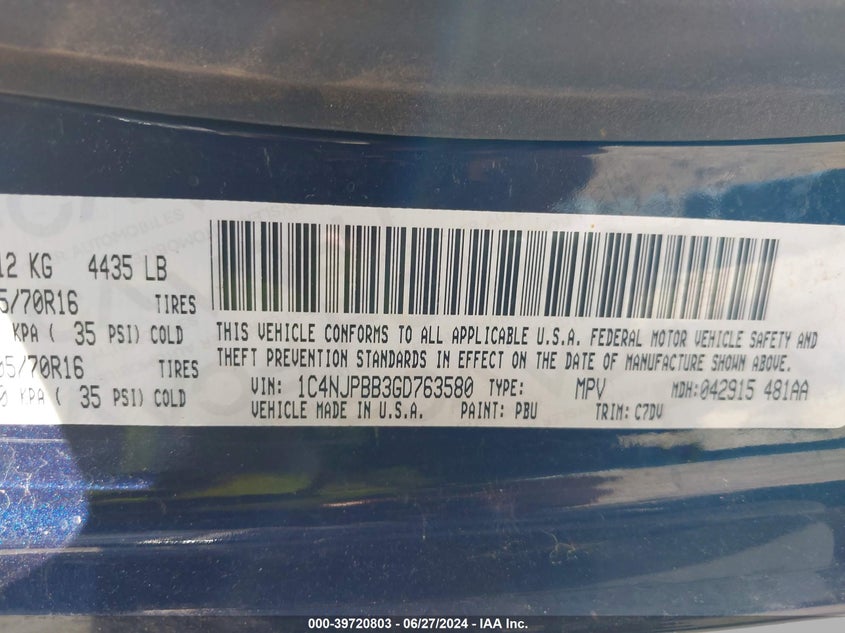 12 KG 4435 LB
5/70R16 TIRES
KPA ( 35 PSI) COLD
05/70R16 TIRES
0 KPA ( 35 PSI) COLD
THIS VEHICLE CONFORMS TO ALL APPLICABLE U.S.A. FEDERAL MOTOR VEHICLE SAFETY AND
THEFT PREVENTION STANDARDS IN EFFECT ON THE DATE OF MANUFACTURE SHOWN ABOVE.
VIN: 1C4NJPBB3GD763580 TYPE: MPV MDH: 042915 481AA
VEHICLE MADE IN U.S.A. PAINT: PBU TRIM: C7DV
000-39720803 — 06/27/2024 — IAA Inc.